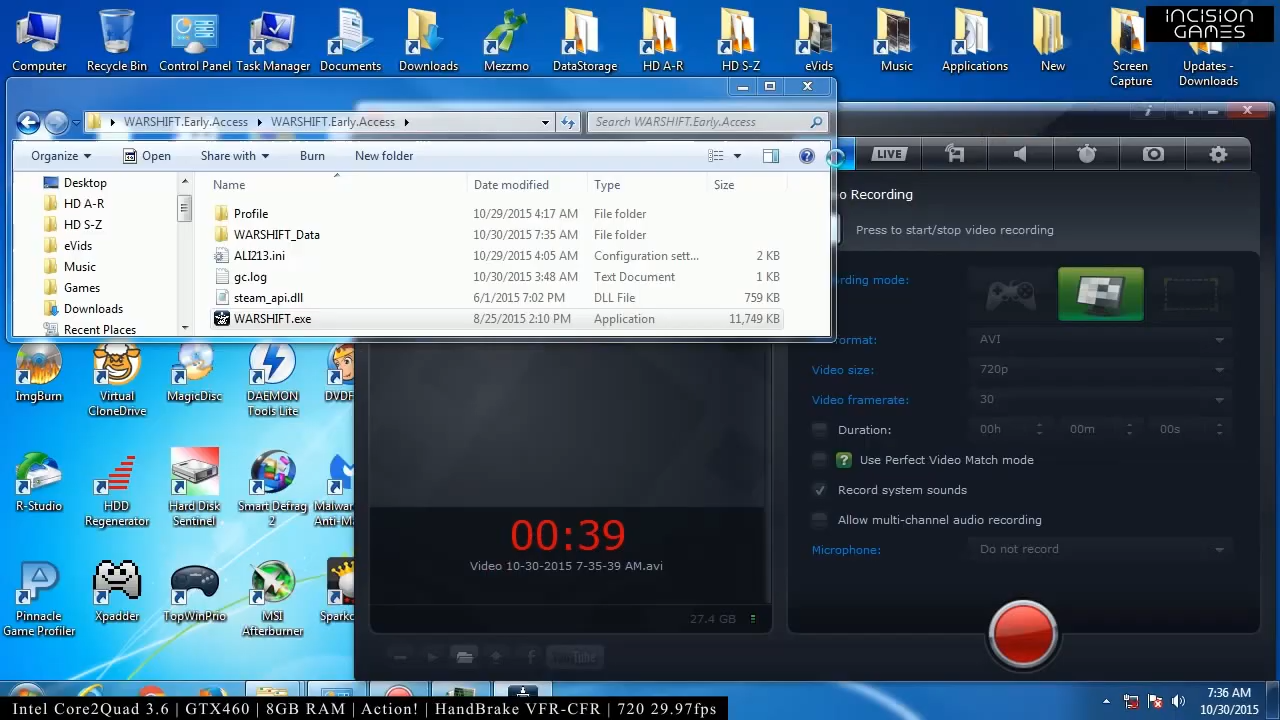 INCISION
GAMES
Computer
Recycle Bin
Control Panel
Task Manager
Documents
Downloads
Mezzmo
DataStorage
HD A-R
HD S-Z
eVids
Music
Applications
New
Screen
Capture
Updates -
Downloads
WARSHIFT.Early.Access
WARSHIFT.Early.Access
Search WARSHIFT.Early.Access
Organize
Open
Share with
Burn
New folder
Name
Date modified
Type
Size
Desktop
HD A-R
HD S-Z
eVids
Music
Games
Downloads
Recent Places
Profile 10/29/2015 4:17 AM File folder
WARSHIFT_Data 10/30/2015 7:35 AM File folder
ALI213.ini 10/29/2015 4:05 AM Configuration sett... 2 KB
gc.log 10/30/2015 3:48 AM Text Document 1 KB
steam_api.dll 6/1/2015 7:02 PM DLL File 759 KB
WARSHIFT.exe 8/25/2015 2:10 PM Application 11,749 KB
LIVE
o Recording
Press to start/stop video recording
ording mode:
ormat: AVI
Video size: 720p
Video framerate: 30
Duration: 00h 00m 00s
? Use Perfect Video Match mode
Record system sounds
Allow multi-channel audio recording
Microphone: Do not record
00:39
Video 10-30-2015 7-35-39 AM.avi
27.4 GB
ImgBurn
Virtual
CloneDrive
MagicDisc
DAEMON
Tools Lite
DVDF
R-Studio
HDD
Regenerator
Hard Disk
Sentinel
Smart Defrag
2
Malwar
Anti-Ma
Pinnacle
Game Profiler
Xpadder
TopWinPrio
MSI
Afterburner
Sparko
7:36 AM
10/30/2015
Intel Core2Quad 3.6 | GTX460 | 8GB RAM | Action! | HandBrake VFR-CFR | 720 29.97fps